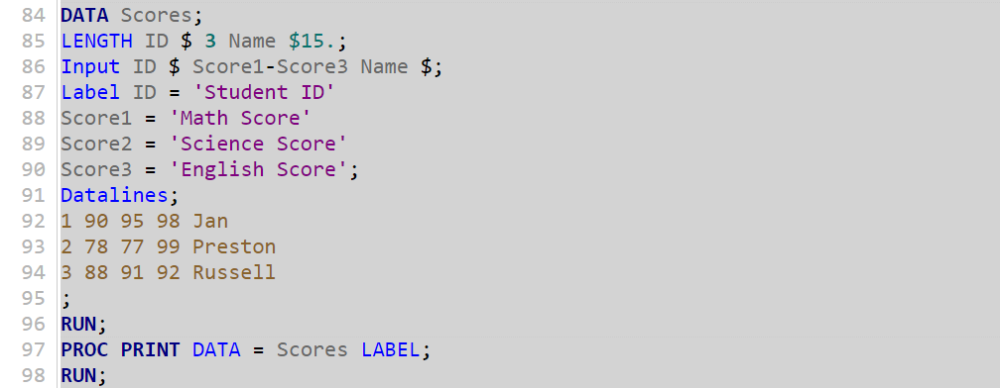 84 DATA Scores;
85 LENGTH ID $ 3 Name $15.;
86 Input ID $ Score1-Score3 Name $;
87 Label ID = 'Student ID'
88 Score1 = 'Math Score'
89 Score2 = 'Science Score'
90 Score3 = 'English Score';
91 Datalines;
92 1 90 95 98 Jan
93 2 78 77 99 Preston
94 3 88 91 92 Russell
95 ;
96 RUN;
97 PROC PRINT DATA = Scores LABEL;
98 RUN;